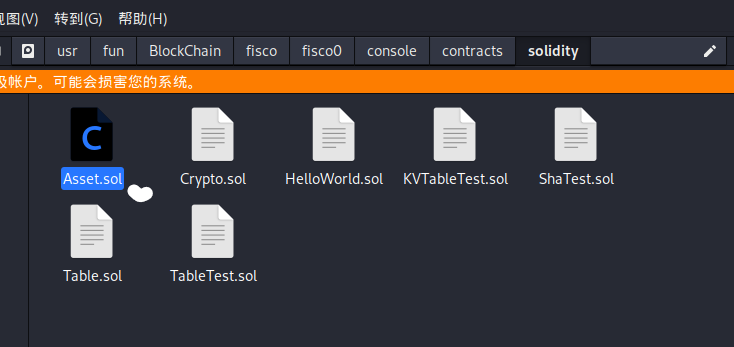 视图(V) 转到(G) 帮助(H)
usr fun BlockChain fisco fisco0 console contracts solidity
级帐户。可能会损害您的系统。
Asset.sol Crypto.sol HelloWorld.sol KVTableTest.sol ShaTest.sol
Table.sol TableTest.sol